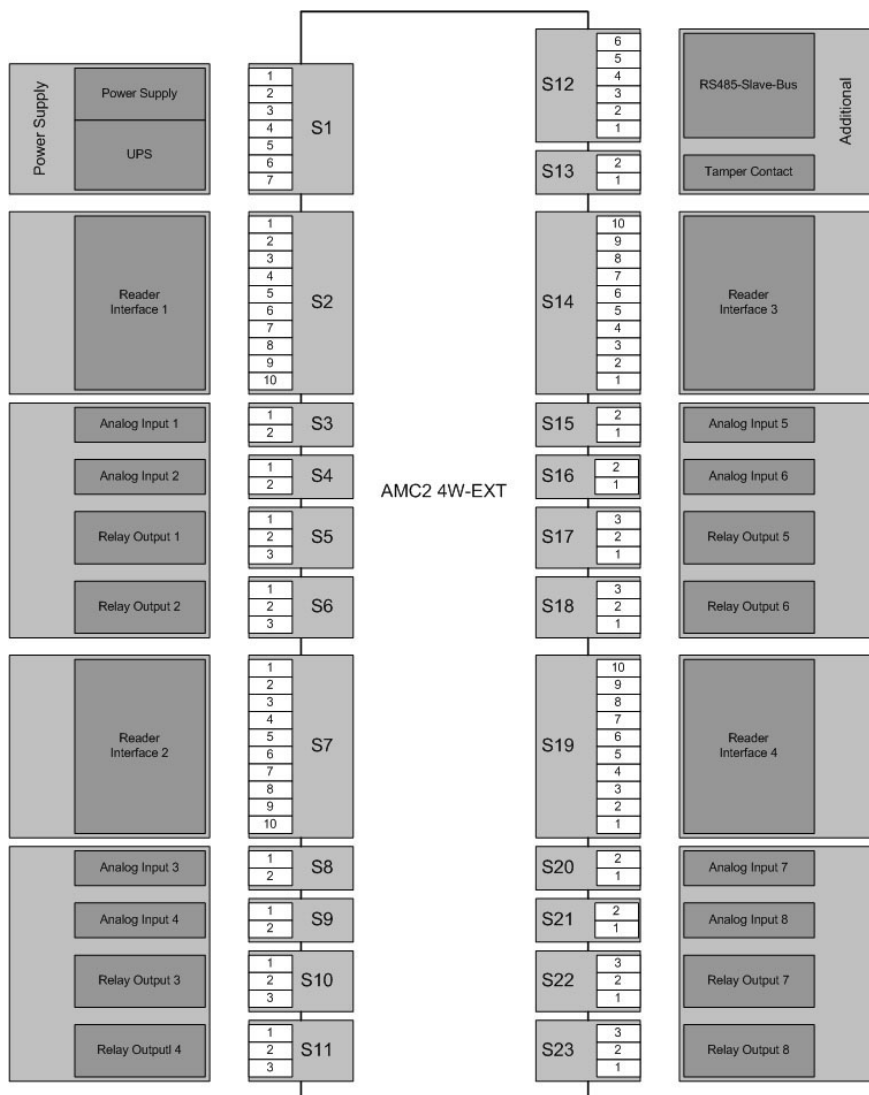 Power Supply
Power Supply
UPS
1
2
3
4
5
6
7
S1
Reader
Interface 1
1
2
3
4
5
6
7
8
9
10
S2
Analog Input 1
1
2
S3
Analog Input 2
1
2
S4
Relay Output 1
1
2
3
S5
Relay Output 2
1
2
3
S6
Reader
Interface 2
1
2
3
4
5
6
7
8
9
10
S7
Analog Input 3
1
2
S8
Analog Input 4
1
2
S9
Relay Output 3
1
2
3
S10
Relay Outputl 4
1
2
3
S11
AMC2 4W-EXT
S12
6
5
4
3
2
1
RS485-Slave-Bus
Additional
S13
2
1
Tamper Contact
S14
10
9
8
7
6
5
4
3
2
1
Reader
Interface 3
S15
2
1
Analog Input 5
S16
2
1
Analog Input 6
S17
3
2
1
Relay Output 5
S18
3
2
1
Relay Output 6
S19
10
9
8
7
6
5
4
3
2
1
Reader
Interface 4
S20
2
1
Analog Input 7
S21
2
1
Analog Input 8
S22
3
2
1
Relay Output 7
S23
3
2
1
Relay Output 8